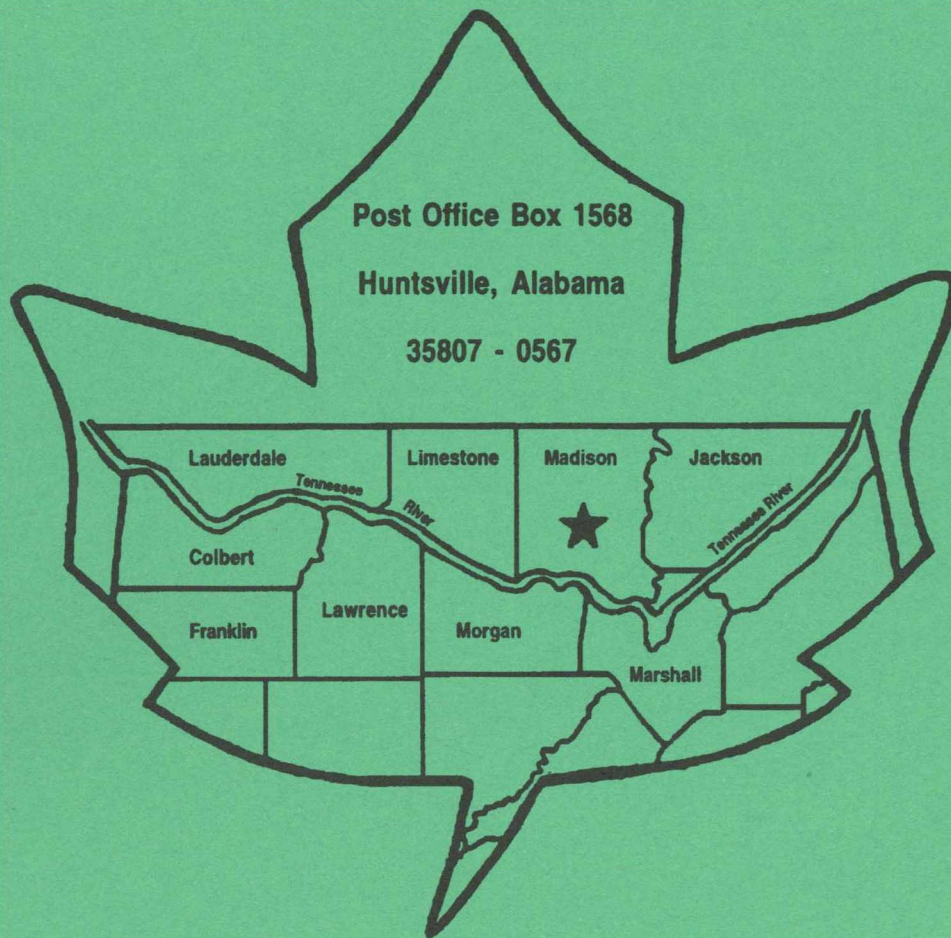 Post Office Box 1568
Huntsville, Alabama
35807 - 0567
Lauderdale
Limestone
Madison
Jackson
Tennessee
River
Tennessee River
Colbert
Lawrence
Franklin
Morgan
Marshall